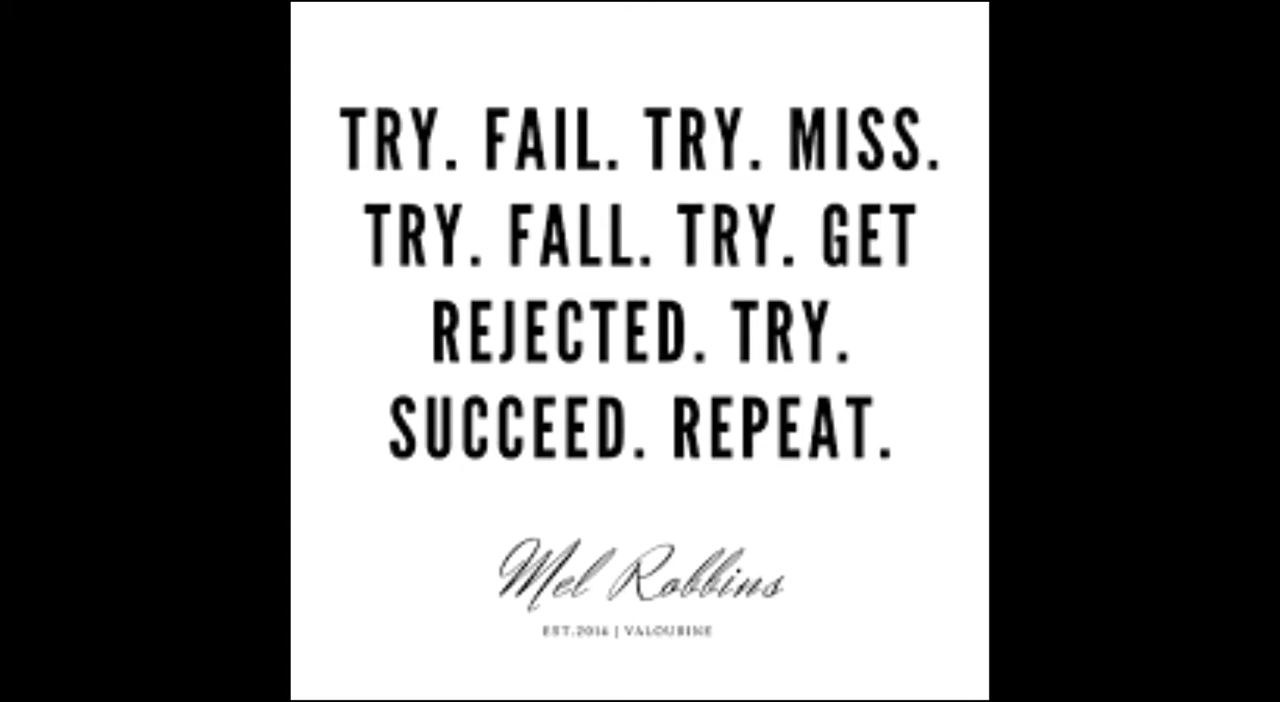 TRY. FAIL. TRY. MISS.
TRY. FALL. TRY. GET
REJECTED. TRY.
SUCCEED. REPEAT.
Mel Robbins
EST.2016 | VALOURINE